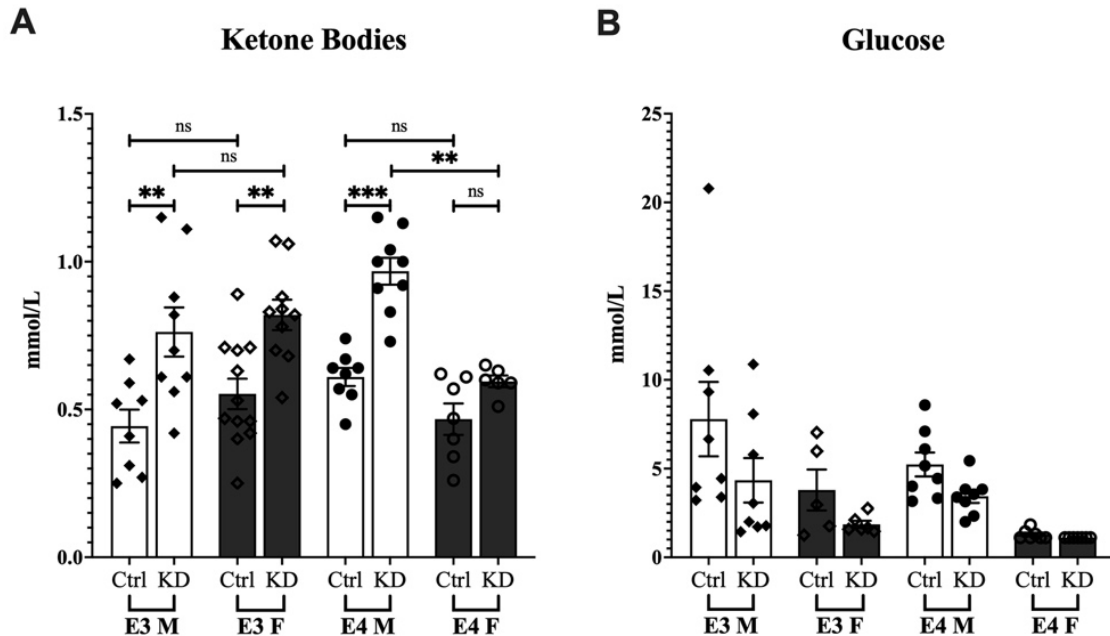 A
Ketone Bodies
mmol/L
1.5
1.0
0.5
0.0
ns
ns
ns
**
**
**
***
ns
Ctrl KD Ctrl KD Ctrl KD Ctrl KD
E3 M E3 F E4 M E4 F
B
Glucose
mmol/L
25
20
15
10
5
0
Ctrl KD Ctrl KD Ctrl KD Ctrl KD
E3 M E3 F E4 M E4 F